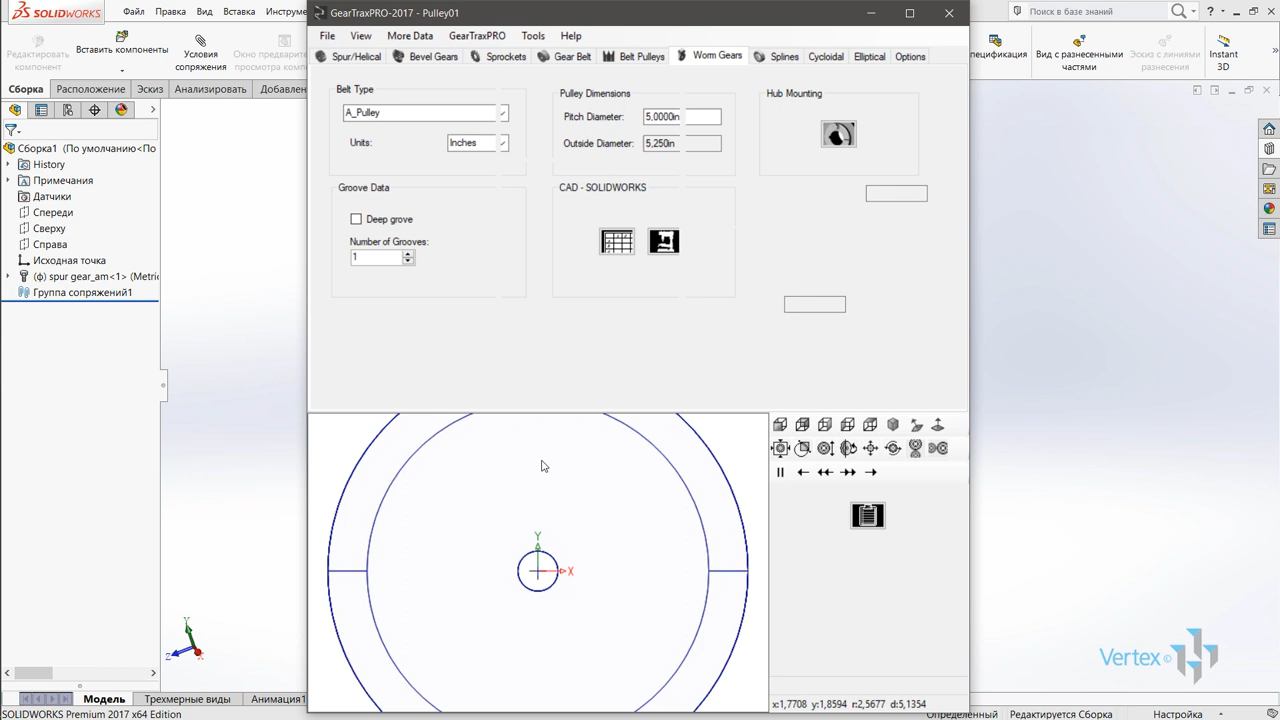 SOLIDWORKS
Файл
Правка
Вид
Вставка
Инструме
GearTraxPRO-2017 - Pulley01
Поиск в базе знаний
Редактировать
компонент
Вставить компоненты
Условия
сопряжения
Окно предварит
просмотра компо
File
View
More Data
GearTraxPRO
Tools
Help
Spur/Helical
Bevel Gears
Sprockets
Gear Belt
Belt Pulleys
Worm Gears
Splines
Cycloidal
Elliptical
Options
пецификация
Вид с разнесенными
частями
Эскиз с линиями
разнесения
Instant
3D
Сборка
Расположение
Эскиз
Анализировать
Добавлен
Сборка1 (По умолчанию<По
History
Примечания
Датчики
Спереди
Сверху
Справа
Исходная точка
(ф) spur gear_am<1> (Metric
Группа сопряжений1
Belt Type
A_Pulley
Units:
Inches
Pulley Dimensions
Pitch Diameter:
5,0000in
Outside Diameter:
5,250in
Hub Mounting
Groove Data
Deep grove
Number of Grooves:
1
CAD - SOLIDWORKS
Y
X
Y
Z
X
Vertex©
x:1,7708 y:1,8594 r:2,5677 d:5,1354
Модель
Трехмерные виды
Анимация1
SOLIDWORKS Premium 2017 x64 Edition
Определенный
Редактируется Сборка
Настройка